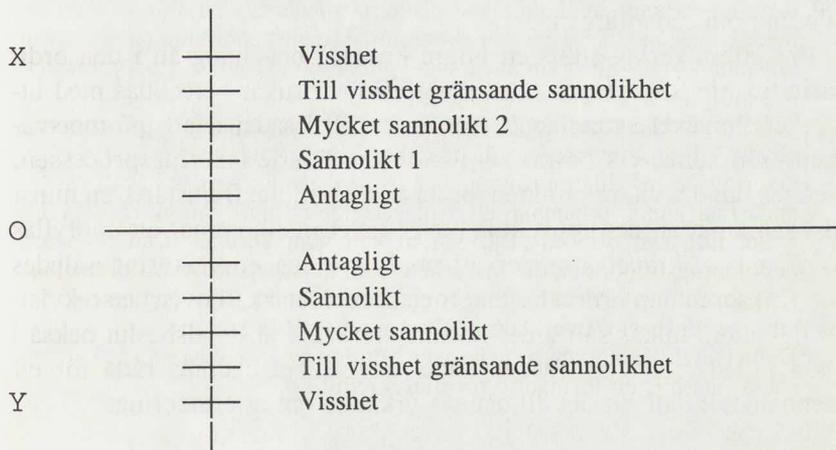 X Visshet
Till visshet gränsande sannolikhet
Mycket sannolikt 2
Sannolikt 1
Antagligt
O
Antagligt
Sannolikt
Mycket sannolikt
Till visshet gränsande sannolikhet
Y Visshet